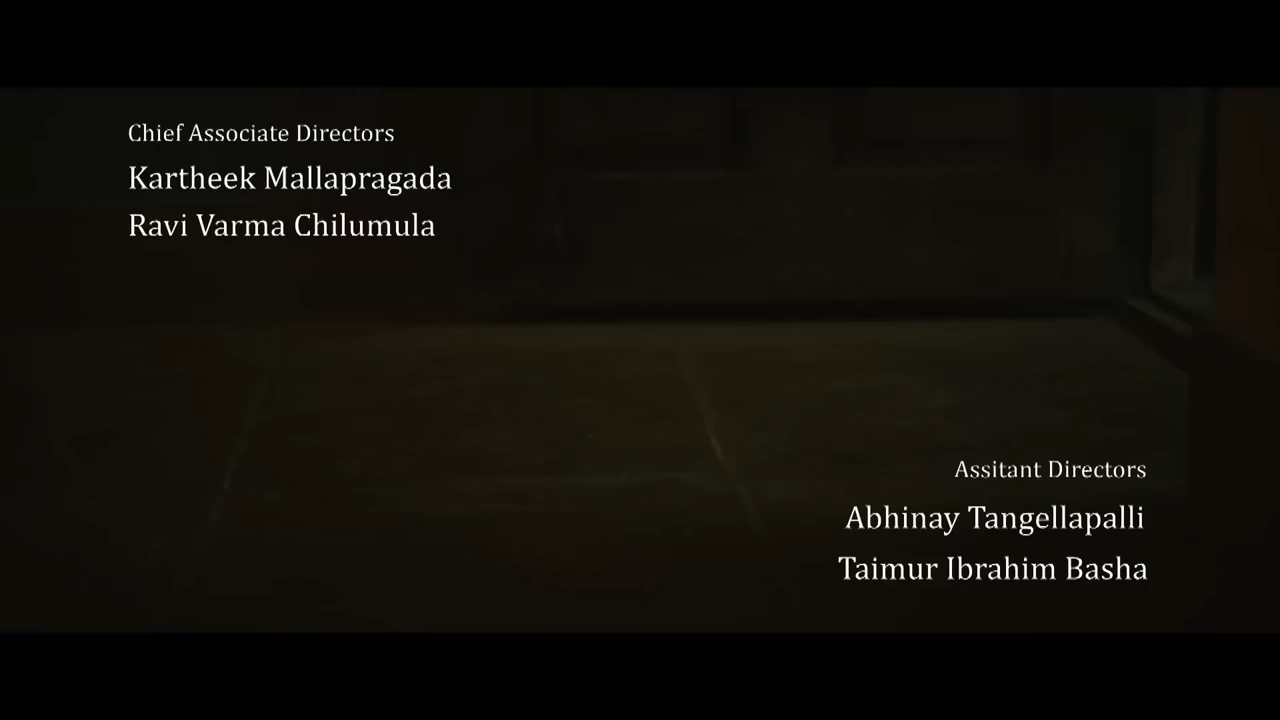 Chief Associate Directors
Kartheek Mallapragada
Ravi Varma Chilumula
Assitant Directors
Abhinay Tangellapalli
Taimur Ibrahim Basha